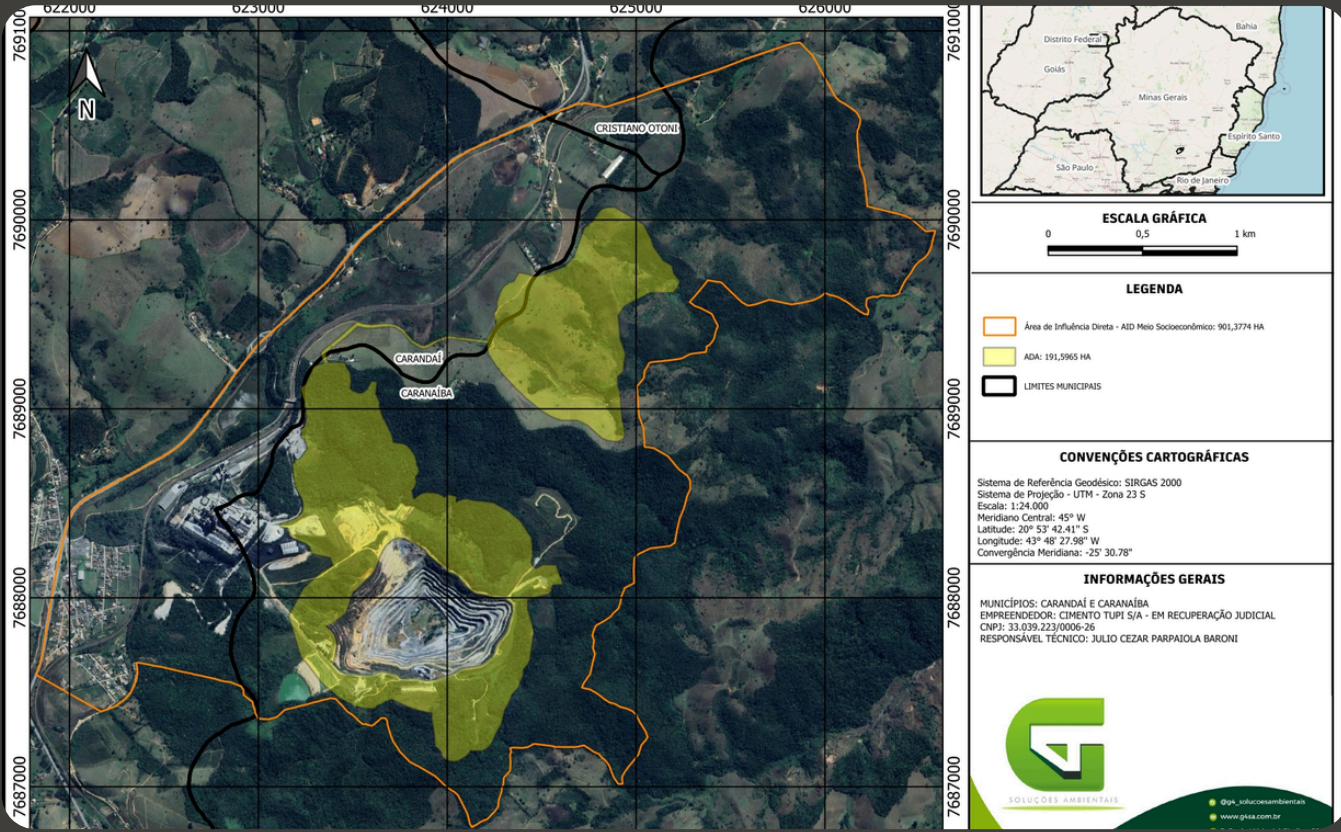 622000
623000
624000
625000
626000
N
CRISTIANO OTONI
CARANDAÍ
CARANAÍBA
7690000
7689000
7688000
7687000
7690000
7689000
7688000
7687000
Bahia
Distrito Federal
Goiás
Minas Gerais
Espírito Santo
São Paulo
Rio de Janeiro
ESCALA GRÁFICA
0 0,5 1 km
LEGENDA
Área de Influência Direta - AID Meio Socioeconômico: 901,3774 HA
ADA: 191,5965 HA
LIMITES MUNICIPAIS
CONVENÇÕES CARTOGRÁFICAS
Sistema de Referência Geodésico: SIRGAS 2000
Sistema de Projeção - UTM - Zona 23 S
Escala: 1:24.000
Meridiano Central: 45° W
Latitude: 20° 53' 42.41" S
Longitude: 43° 48' 27.98" W
Convergência Meridiana: -25' 30.78"
INFORMAÇÕES GERAIS
MUNICÍPIOS: CARANDAÍ E CARANAÍBA
EMPREENDEDOR: CIMENTO TUPI S/A - EM RECUPERAÇÃO JUDICIAL
CNPJ: 33.039.223/0006-26
RESPONSÁVEL TÉCNICO: JULIO CEZAR PARPAIOLA BARONI
SOLUÇÕES AMBIENTAIS
@g4_solucoesambientais
www.g4sa.com.br